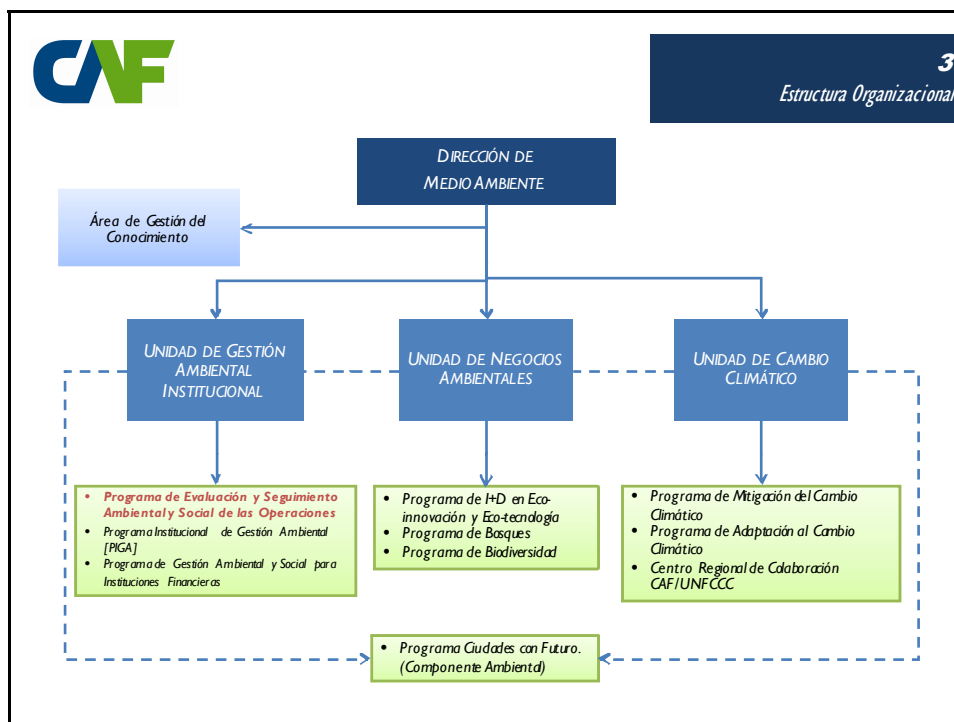 CAF
3
Estructura Organizacional
DIRECCIÓN DE
MEDIO AMBIENTE
Área de Gestión del
Conocimiento
UNIDAD DE GESTIÓN
AMBIENTAL
INSTITUCIONAL
UNIDAD DE NEGOCIOS
AMBIENTALES
UNIDAD DE CAMBIO
CLIMÁTICO
• Programa de Evaluación y Seguimiento
Ambiental y Social de las Operaciones
• Programa Institucional de Gestión Ambiental
[PIGA]
• Programa de Gestión Ambiental y Social para
Instituciones Financieras
• Programa de I+D en Eco-
innovación y Eco-tecnología
• Programa de Bosques
• Programa de Biodiversidad
• Programa de Mitigación del Cambio
Climático
• Programa de Adaptación al Cambio
Climático
• Centro Regional de Colaboración
CAF/UNFCCC
• Programa Ciudades con Futuro.
(Componente Ambiental)